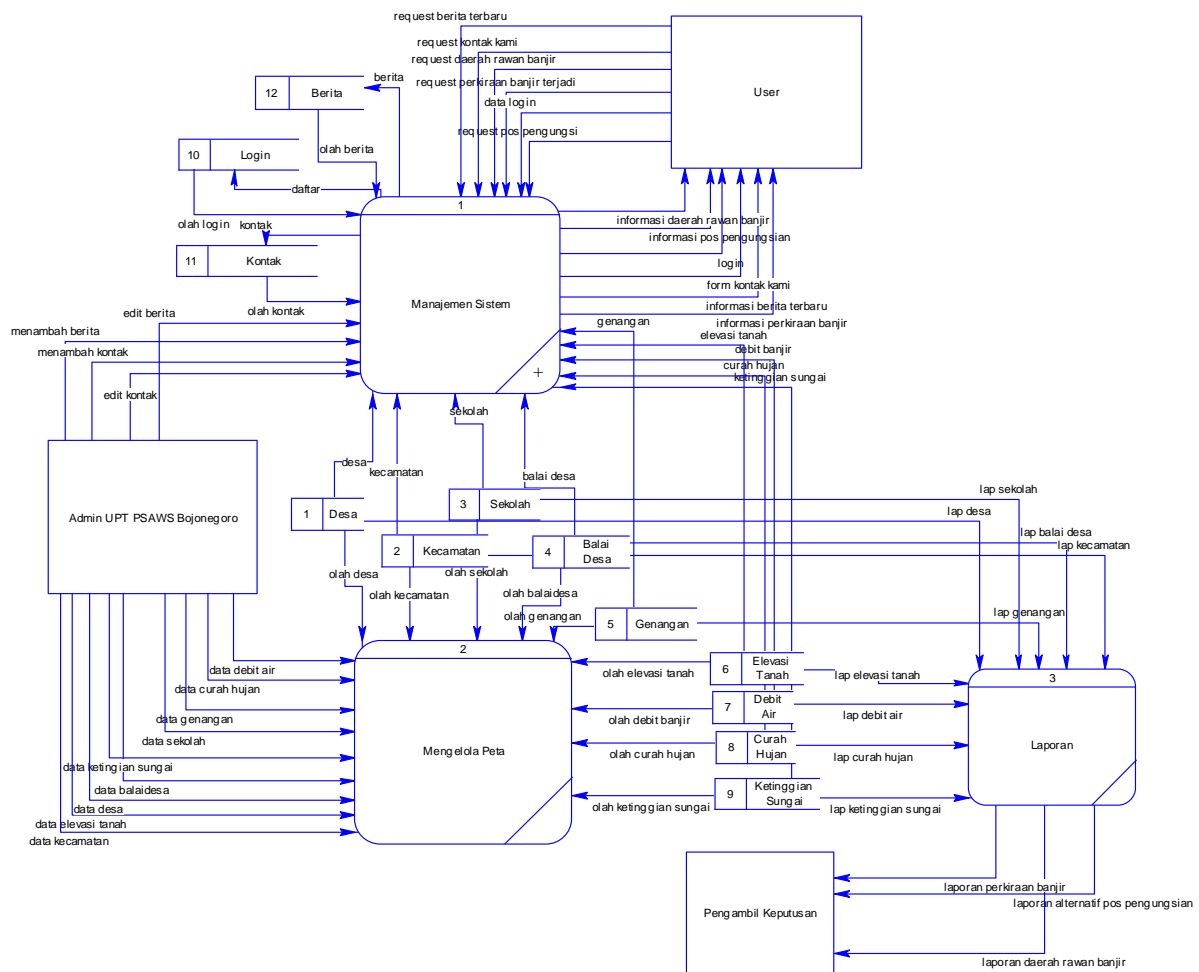 request berita terbaru
request kontak kami
request daerah rawan banjir
request perkiraan banjir terjadi
data login
request pos pengungsi
User
berita
12
Berita
olah berita
10
Login
daftar
olah login
kontak
11
Kontak
olah kontak
1
Manajemen Sistem
informasi daerah rawan banjir
informasi pos pengungsian
login
form kontak kami
informasi berita terbaru
informasi perkiraan banjir
genangan
elevasi tanah
debit banjir
curah hujan
ketinggian sungai
edit berita
menambah berita
menambah kontak
edit kontak
Admin UPT PSAWS Bojonegoro
desa
kecamatan
sekolah
balai desa
1
Desa
3
Sekolah
2
Kecamatan
4
Balai
Desa
lap sekolah
lap desa
lap balai desa
lap kecamatan
olah desa
olah kecamatan
olah sekolah
olah balaidesa
olah genangan
5
Genangan
lap genangan
2
Mengelola Peta
data debit air
data curah hujan
data genangan
data sekolah
data ketingian sungai
data balaidesa
data desa
data elevasi tanah
data kecamatan
olah elevasi tanah
6
Elevasi
Tanah
lap elevasi tanah
olah debit banjir
7
Debit
Air
lap debit air
olah curah hujan
8
Curah
Hujan
lap curah hujan
olah ketinggian sungai
9
Ketinggian
Sungai
lap ketinggian sungai
3
Laporan
Pengambil Keputusan
laporan perkiraan banjir
laporan alternatif pos pengungsian
laporan daerah rawan banjir